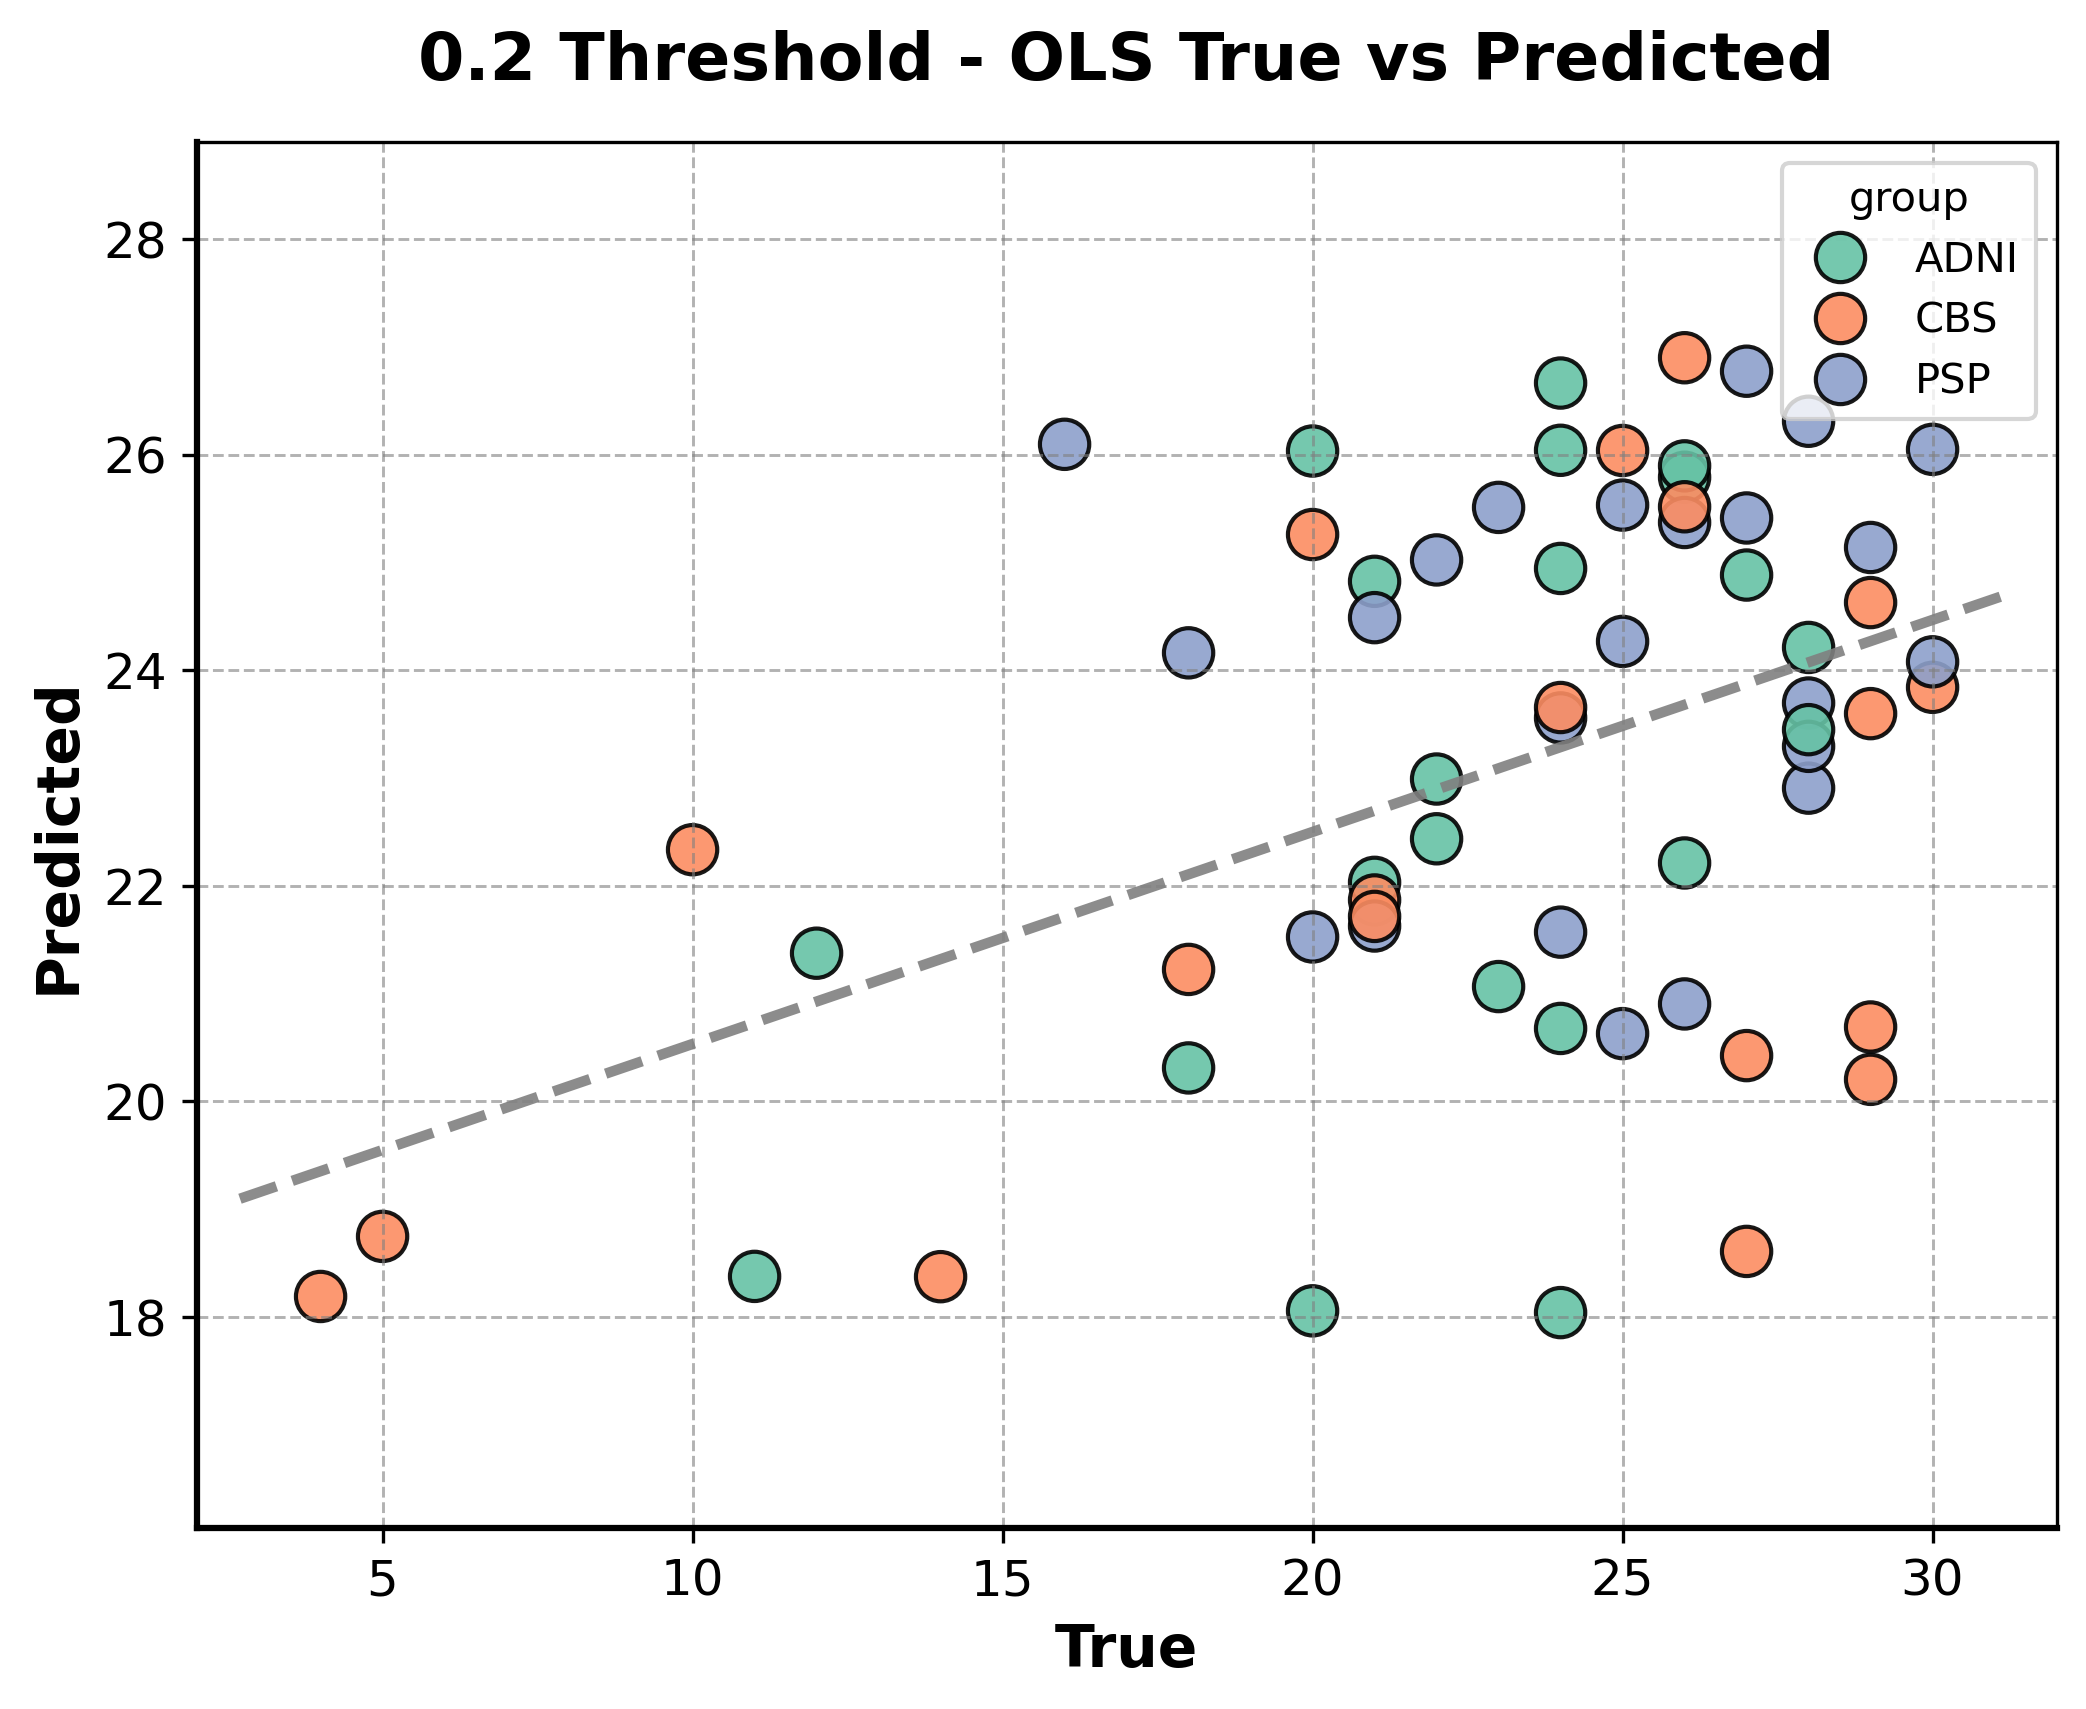 0.2 Threshold - OLS True vs Predicted
group
ADNI
CBS
PSP
28
26
24
22
20
18
Predicted
5 10 15 20 25 30
True